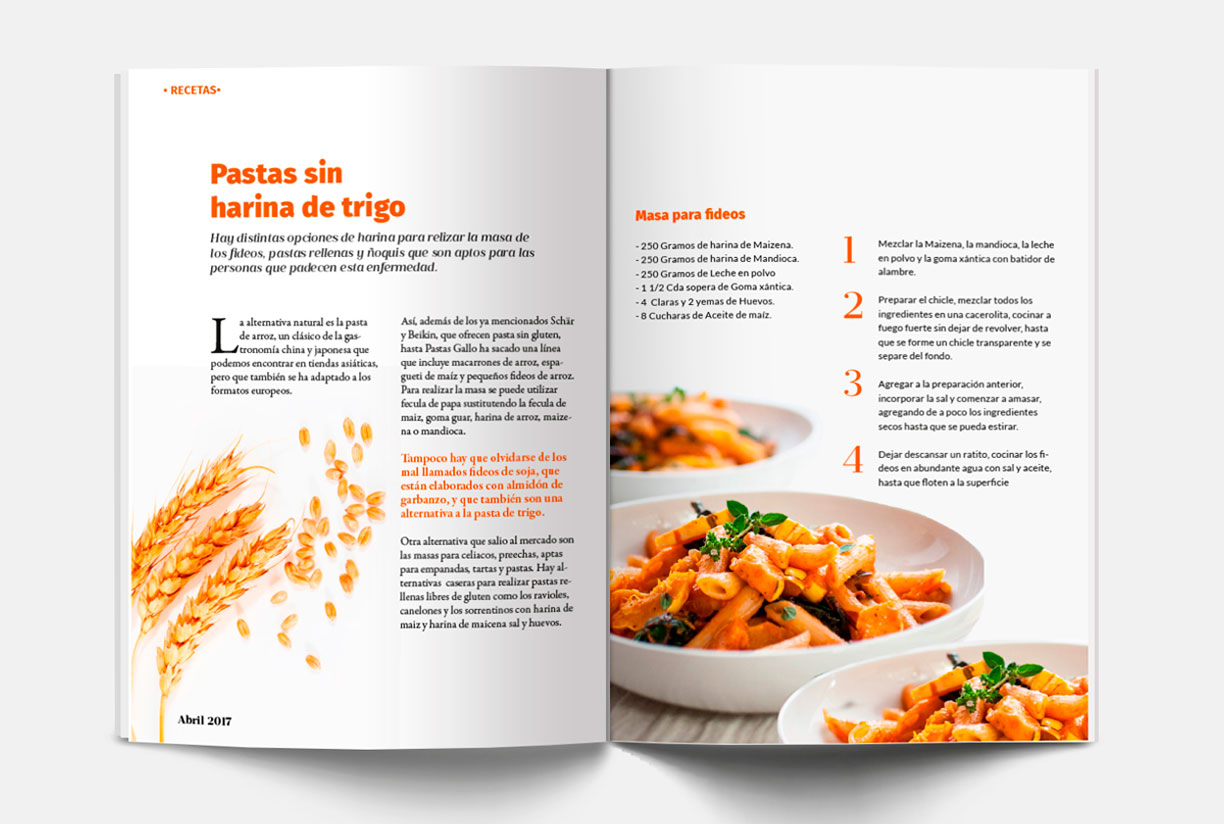 • RECETAS•
Pastas sin
harina de trigo
Hay distintas opciones de harina para relizar la masa de
los fideos, pastas rellenas y ñoquis que son aptos para las
personas que padecen esta enfermedad.
La alternativa natural es la pasta
de arroz, un clásico de la gas-
tronomía china y japonesa que
podemos encontrar en tiendas asiáticas,
pero que también se ha adaptado a los
formatos europeos.
Así, además de los ya mencionados Schär
y Beikin, que ofrecen pasta sin gluten,
hasta Pastas Gallo ha sacado una línea
que incluye macarrones de arroz, espa-
gueti de maíz y pequeños fideos de arroz.
Para realizar la masa se puede utilizar
fecula de papa sustitutendo la fecula de
maiz, goma guar, harina de arroz, maize-
na o mandioca.
Tampoco hay que olvidarse de los
mal llamados fideos de soja, que
están elaborados con almidón de
garbanzo, y que también son una
alternativa a la pasta de trigo.
Otra alternativa que salio al mercado son
las masas para celiacos, preechas, aptas
para empanadas, tartas y pastas. Hay al-
ternativas caseras para realizar pastas re-
llenas libres de gluten como los ravioles,
canelones y los sorrentinos con harina de
maiz y harina de maicena sal y huevos.
Abril 2017
Masa para fideos
- 250 Gramos de harina de Maizena.
- 250 Gramos de harina de Mandioca.
- 250 Gramos de Leche en polvo
- 1 1/2 Cda sopera de Goma xántica.
- 4 Claras y 2 yemas de Huevos.
- 8 Cucharas de Aceite de maíz.
1
Mezclar la Maizena, la mandioca, la leche
en polvo y la goma xántica con batidor de
alambre.
2
Preparar el chicle, mezclar todos los
ingredientes en una cacerolita, cocinar a
fuego fuerte sin dejar de revolver, hasta
que se forme un chicle transparente y se
separe del fondo.
3
Agregar a la preparación anterior,
incorporar la sal y comenzar a amasar,
agregando de a poco los ingredientes
secos hasta que se pueda estirar.
4
Dejar descansar un ratito, cocinar los fi-
deos en abundante agua con sal y aceite,
hasta que floten a la superficie